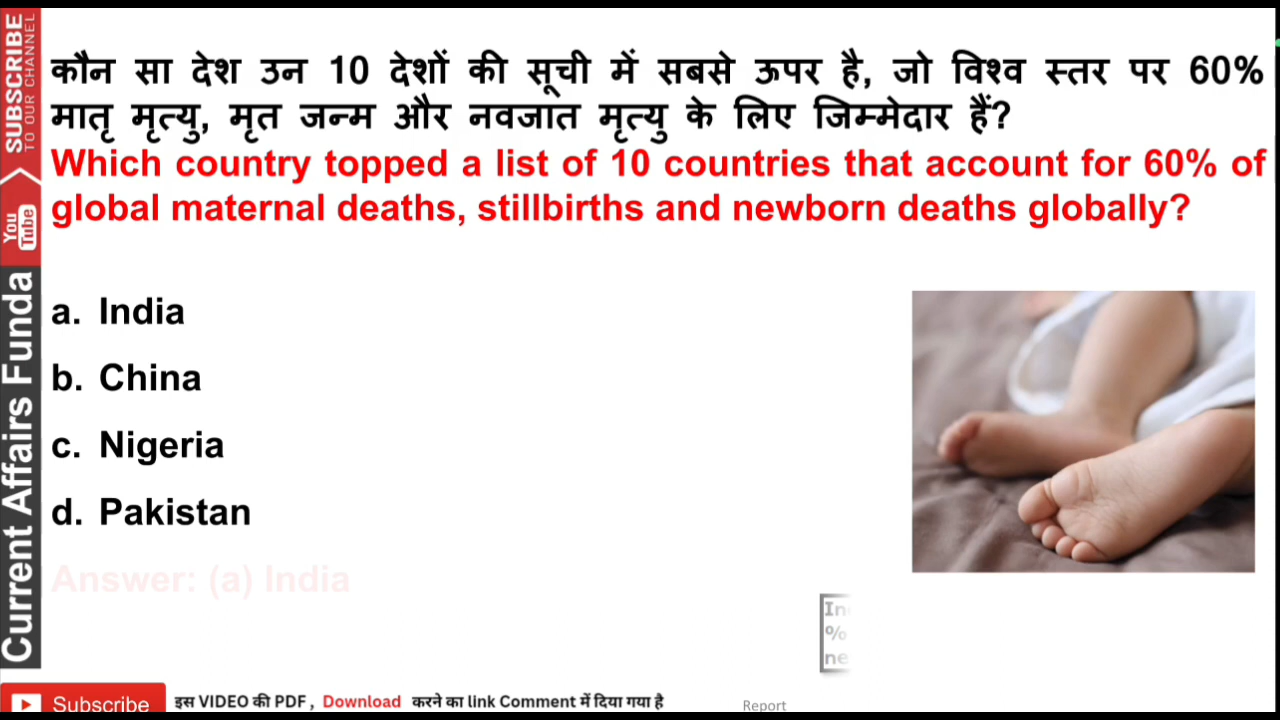 कौन सा देश उन 10 देशों की सूची में सबसे ऊपर है, जो विश्व स्तर पर 60%
मातृ मृत्यु, मृत जन्म और नवजात मृत्यु के लिए जिम्मेदार हैं?
Which country topped a list of 10 countries that account for 60% of
global maternal deaths, stillbirths and newborn deaths globally?
a. India
b. China
c. Nigeria
d. Pakistan
Answer: (a) India
In
%
ne
Subscribe
इस VIDEO की PDF , Download करने का link Comment में दिया गया है
Report
SUBSCRIBE
TO OUR CHANNEL
You
Tube
Current Affairs Funda